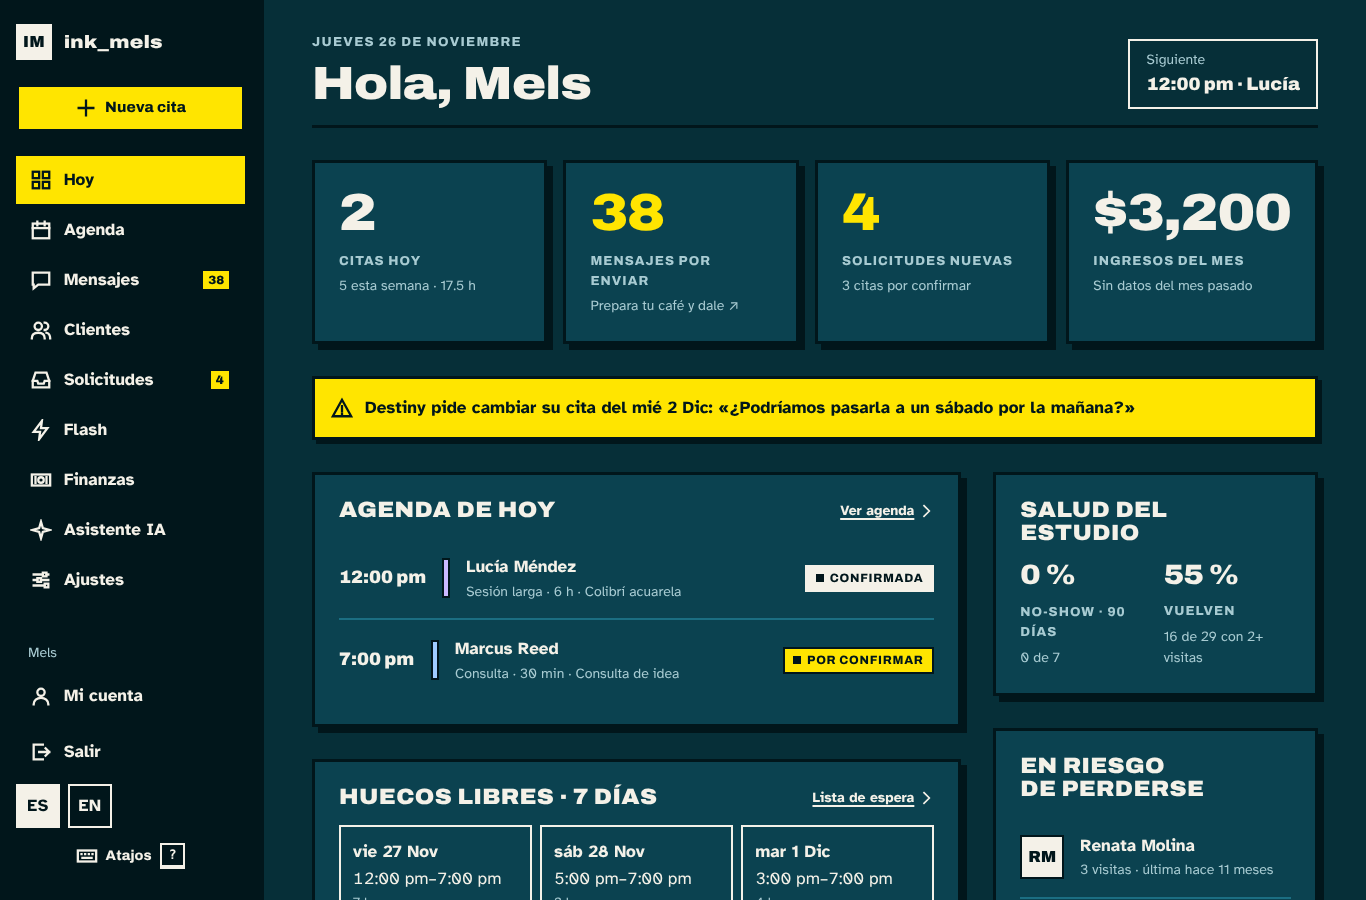 IM ink_mels
Nueva cita
Hoy
Agenda
Mensajes 38
Clientes
Solicitudes 4
Flash
Finanzas
Asistente IA
Ajustes
Mels
Mi cuenta
Salir
ES EN
Atajos ?
JUEVES 26 DE NOVIEMBRE
Hola, Mels
Siguiente
12:00 pm · Lucía
2
CITAS HOY
5 esta semana · 17.5 h
38
MENSAJES POR
ENVIAR
Prepara tu café y dale ↗
4
SOLICITUDES NUEVAS
3 citas por confirmar
$3,200
INGRESOS DEL MES
Sin datos del mes pasado
Destiny pide cambiar su cita del mié 2 Dic: «¿Podríamos pasarla a un sábado por la mañana?»
AGENDA DE HOY
Ver agenda
12:00 pm
Lucía Méndez
Sesión larga · 6 h · Colibrí acuarela
CONFIRMADA
7:00 pm
Marcus Reed
Consulta · 30 min · Consulta de idea
POR CONFIRMAR
HUECOS LIBRES · 7 DÍAS
Lista de espera
vie 27 Nov
12:00 pm–7:00 pm
sáb 28 Nov
5:00 pm–7:00 pm
mar 1 Dic
3:00 pm–7:00 pm
SALUD DEL
ESTUDIO
0 %
NO-SHOW · 90
DÍAS
0 de 7
55 %
VUELVEN
16 de 29 con 2+
visitas
EN RIESGO
DE PERDERSE
RM
Renata Molina
3 visitas · última hace 11 meses